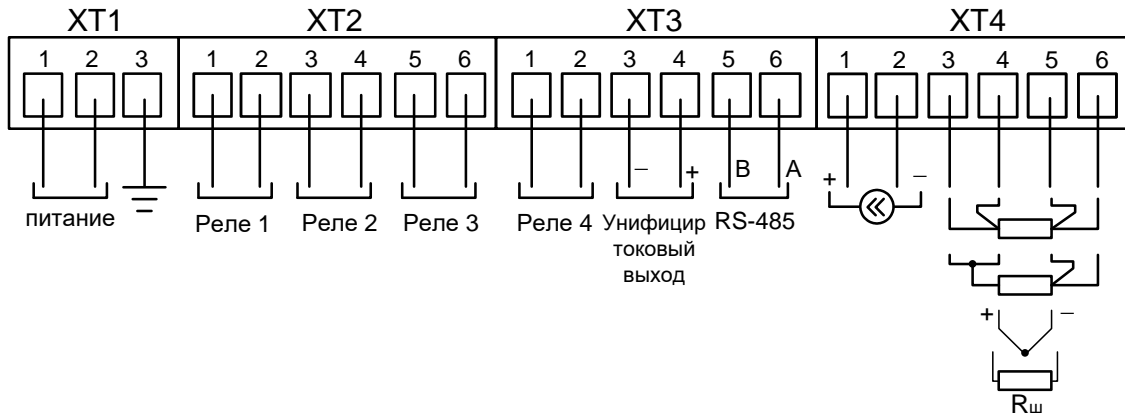 XT1 XT2 XT3 XT4
1 2 3 1 2 3 4 5 6 1 2 3 4 5 6 1 2 3 4 5 6
− + B A + −
питание Реле 1 Реле 2 Реле 3 Реле 4 Унифицир RS-485
токовый
выход
+ −
Rш